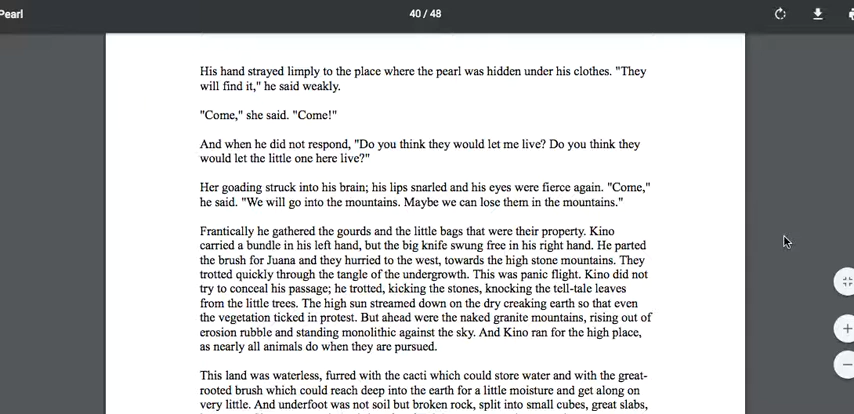 Pearl
40 / 48
His hand strayed limply to the place where the pearl was hidden under his clothes. "They
will find it," he said weakly.
"Come," she said. "Come!"
And when he did not respond, "Do you think they would let me live? Do you think they
would let the little one here live?"
Her goading struck into his brain; his lips snarled and his eyes were fierce again. "Come,"
he said. "We will go into the mountains. Maybe we can lose them in the mountains."
Frantically he gathered the gourds and the little bags that were their property. Kino
carried a bundle in his left hand, but the big knife swung free in his right hand. He parted
the brush for Juana and they hurried to the west, towards the high stone mountains. They
trotted quickly through the tangle of the undergrowth. This was panic flight. Kino did not
try to conceal his passage; he trotted, kicking the stones, knocking the tell-tale leaves
from the little trees. The high sun streamed down on the dry creaking earth so that even
the vegetation ticked in protest. But ahead were the naked granite mountains, rising out of
erosion rubble and standing monolithic against the sky. And Kino ran for the high place,
as nearly all animals do when they are pursued.
This land was waterless, furred with the cacti which could store water and with the great-
rooted brush which could reach deep into the earth for a little moisture and get along on
very little. And underfoot was not soil but broken rock, split into small cubes, great slabs,